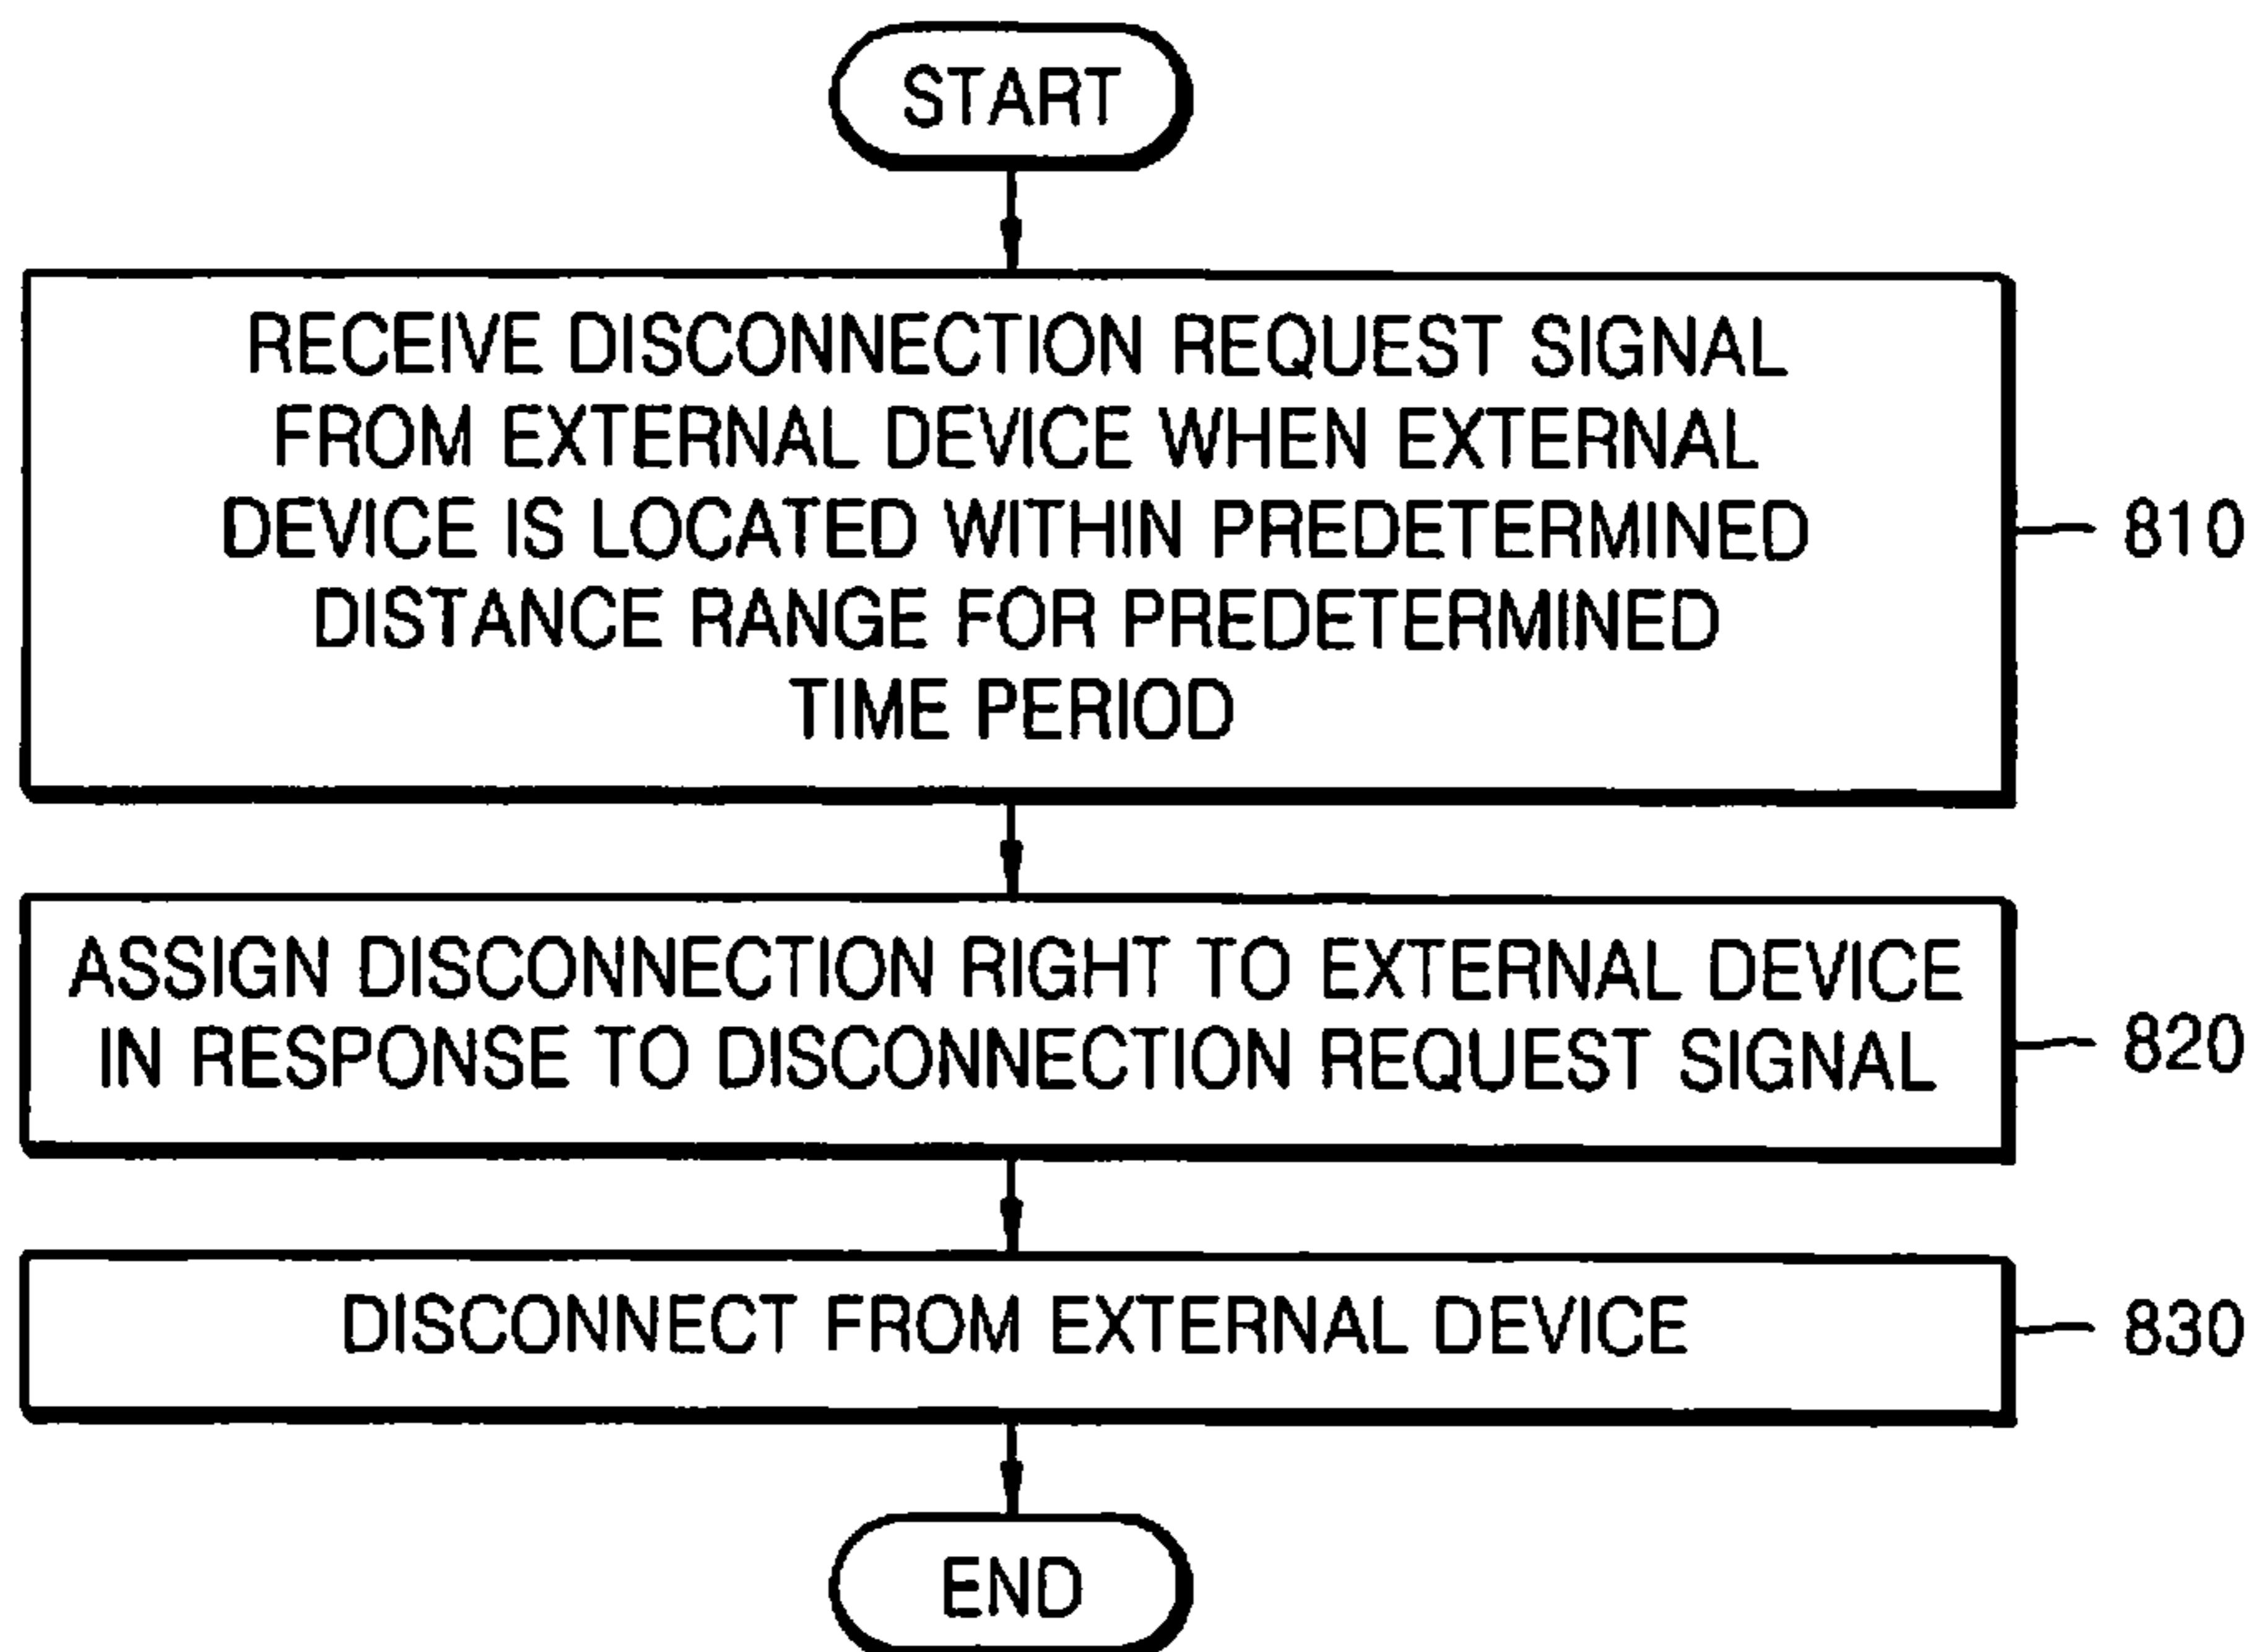 START
RECEIVE DISCONNECTION REQUEST SIGNAL
FROM EXTERNAL DEVICE WHEN EXTERNAL
DEVICE IS LOCATED WITHIN PREDETERMINED
DISTANCE RANGE FOR PREDETERMINED
TIME PERIOD
810
ASSIGN DISCONNECTION RIGHT TO EXTERNAL DEVICE
IN RESPONSE TO DISCONNECTION REQUEST SIGNAL
820
DISCONNECT FROM EXTERNAL DEVICE
830
END